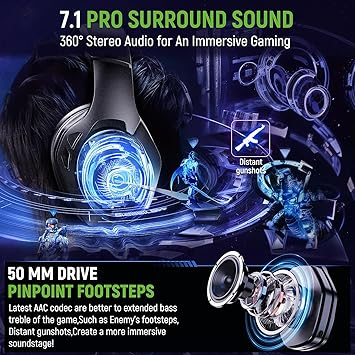 7.1 PRO SURROUND SOUND
360° Stereo Audio for An Immersive Gaming
Distant
gunshots
50 MM DRIVE
PINPOINT FOOTSTEPS
Latest AAC codec are better to extended bass
treble of the game,Such as Enemy's footsteps,
Distant gunshots,Create a more immersive
soundstage!